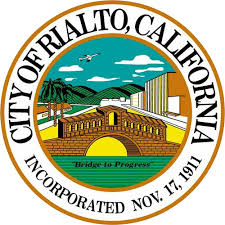 CITY OF RIALTO, CALIFORNIA
"Bridge to Progress"
INCORPORATED NOV. 17, 1911